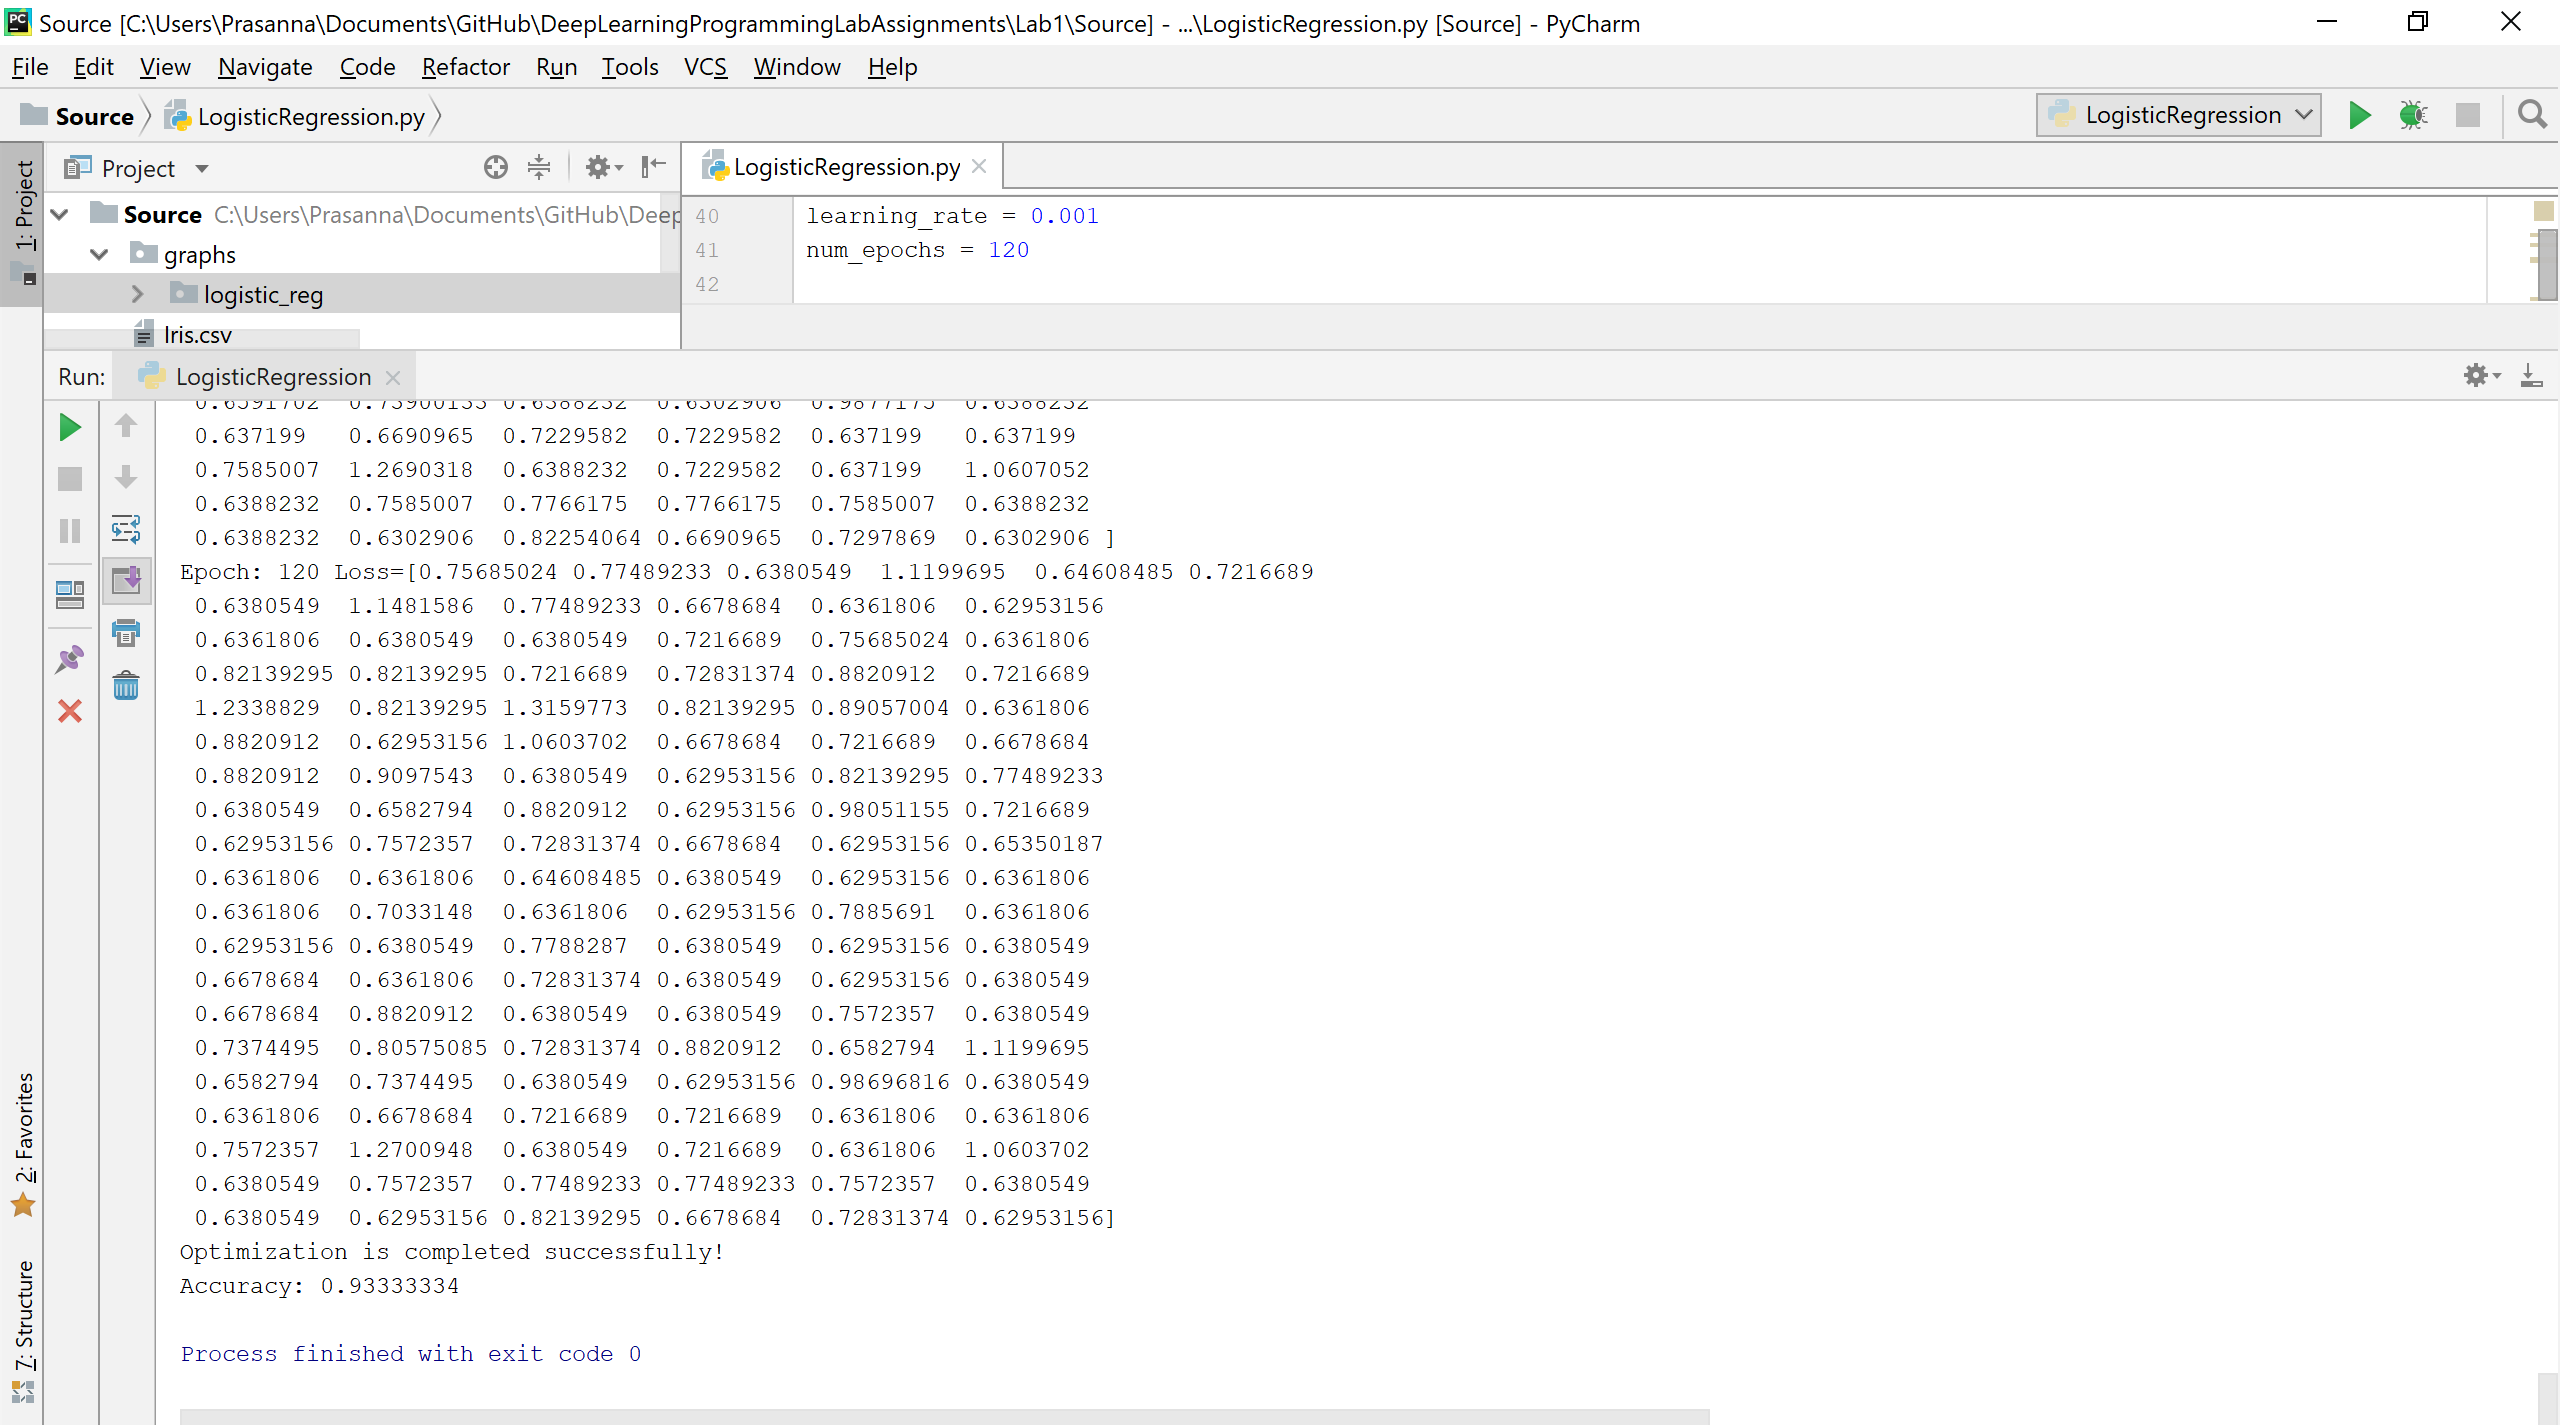 Source [C:\Users\Prasanna\Documents\GitHub\DeepLearningProgrammingLabAssignments\Lab1\Source] - ...\LogisticRegression.py [Source] - PyCharm
File Edit View Navigate Code Refactor Run Tools VCS Window Help
Source LogisticRegression.py LogisticRegression
1: Project
Project
LogisticRegression.py
Source C:\Users\Prasanna\Documents\GitHub\Deep
graphs
logistic_reg
Iris.csv
40 learning_rate = 0.001
41 num_epochs = 120
42
Run: LogisticRegression
0.6591702 0.73900133 0.6388232 0.6302906 0.9877175 0.6388232
0.637199 0.6690965 0.7229582 0.7229582 0.637199 0.637199
0.7585007 1.2690318 0.6388232 0.7229582 0.637199 1.0607052
0.6388232 0.7585007 0.7766175 0.7766175 0.7585007 0.6388232
0.6388232 0.6302906 0.82254064 0.6690965 0.7297869 0.6302906 ]
Epoch: 120 Loss=[0.75685024 0.77489233 0.6380549 1.1199695 0.64608485 0.7216689
0.6380549 1.1481586 0.77489233 0.6678684 0.6361806 0.62953156
0.6361806 0.6380549 0.6380549 0.7216689 0.75685024 0.6361806
0.82139295 0.82139295 0.7216689 0.72831374 0.8820912 0.7216689
1.2338829 0.82139295 1.3159773 0.82139295 0.89057004 0.6361806
0.8820912 0.62953156 1.0603702 0.6678684 0.7216689 0.6678684
0.8820912 0.9097543 0.6380549 0.62953156 0.82139295 0.77489233
0.6380549 0.6582794 0.8820912 0.62953156 0.98051155 0.7216689
0.62953156 0.7572357 0.72831374 0.6678684 0.62953156 0.65350187
0.6361806 0.6361806 0.64608485 0.6380549 0.62953156 0.6361806
0.6361806 0.7033148 0.6361806 0.62953156 0.7885691 0.6361806
0.62953156 0.6380549 0.7788287 0.6380549 0.62953156 0.6380549
0.6678684 0.6361806 0.72831374 0.6380549 0.62953156 0.6380549
0.6678684 0.8820912 0.6380549 0.6380549 0.7572357 0.6380549
0.7374495 0.80575085 0.72831374 0.8820912 0.6582794 1.1199695
0.6582794 0.7374495 0.6380549 0.62953156 0.98696816 0.6380549
0.6361806 0.6678684 0.7216689 0.7216689 0.6361806 0.6361806
0.7572357 1.2700948 0.6380549 0.7216689 0.6361806 1.0603702
0.6380549 0.7572357 0.77489233 0.77489233 0.7572357 0.6380549
0.6380549 0.62953156 0.82139295 0.6678684 0.72831374 0.62953156]
Optimization is completed successfully!
Accuracy: 0.93333334
Process finished with exit code 0
2: Favorites
7: Structure